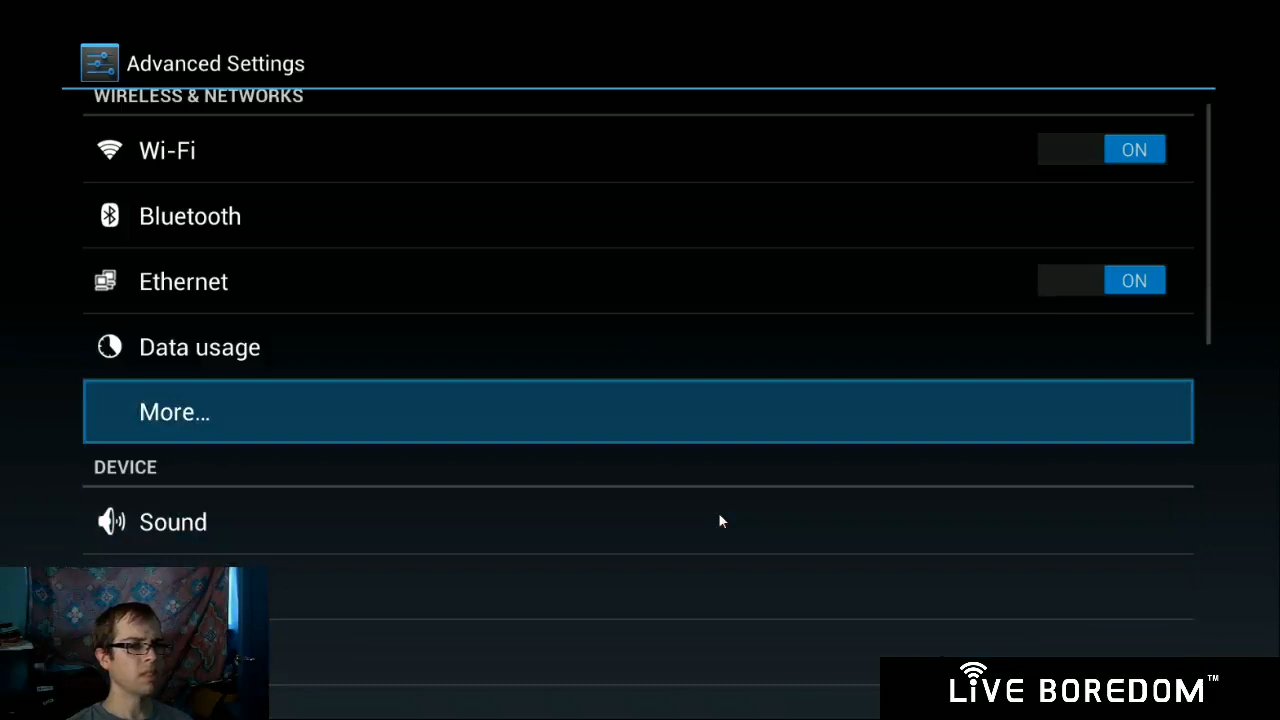 Advanced Settings
WIRELESS & NETWORKS
Wi-Fi
ON
Bluetooth
Ethernet
ON
Data usage
More...
DEVICE
Sound
LiVE BOREDOM™